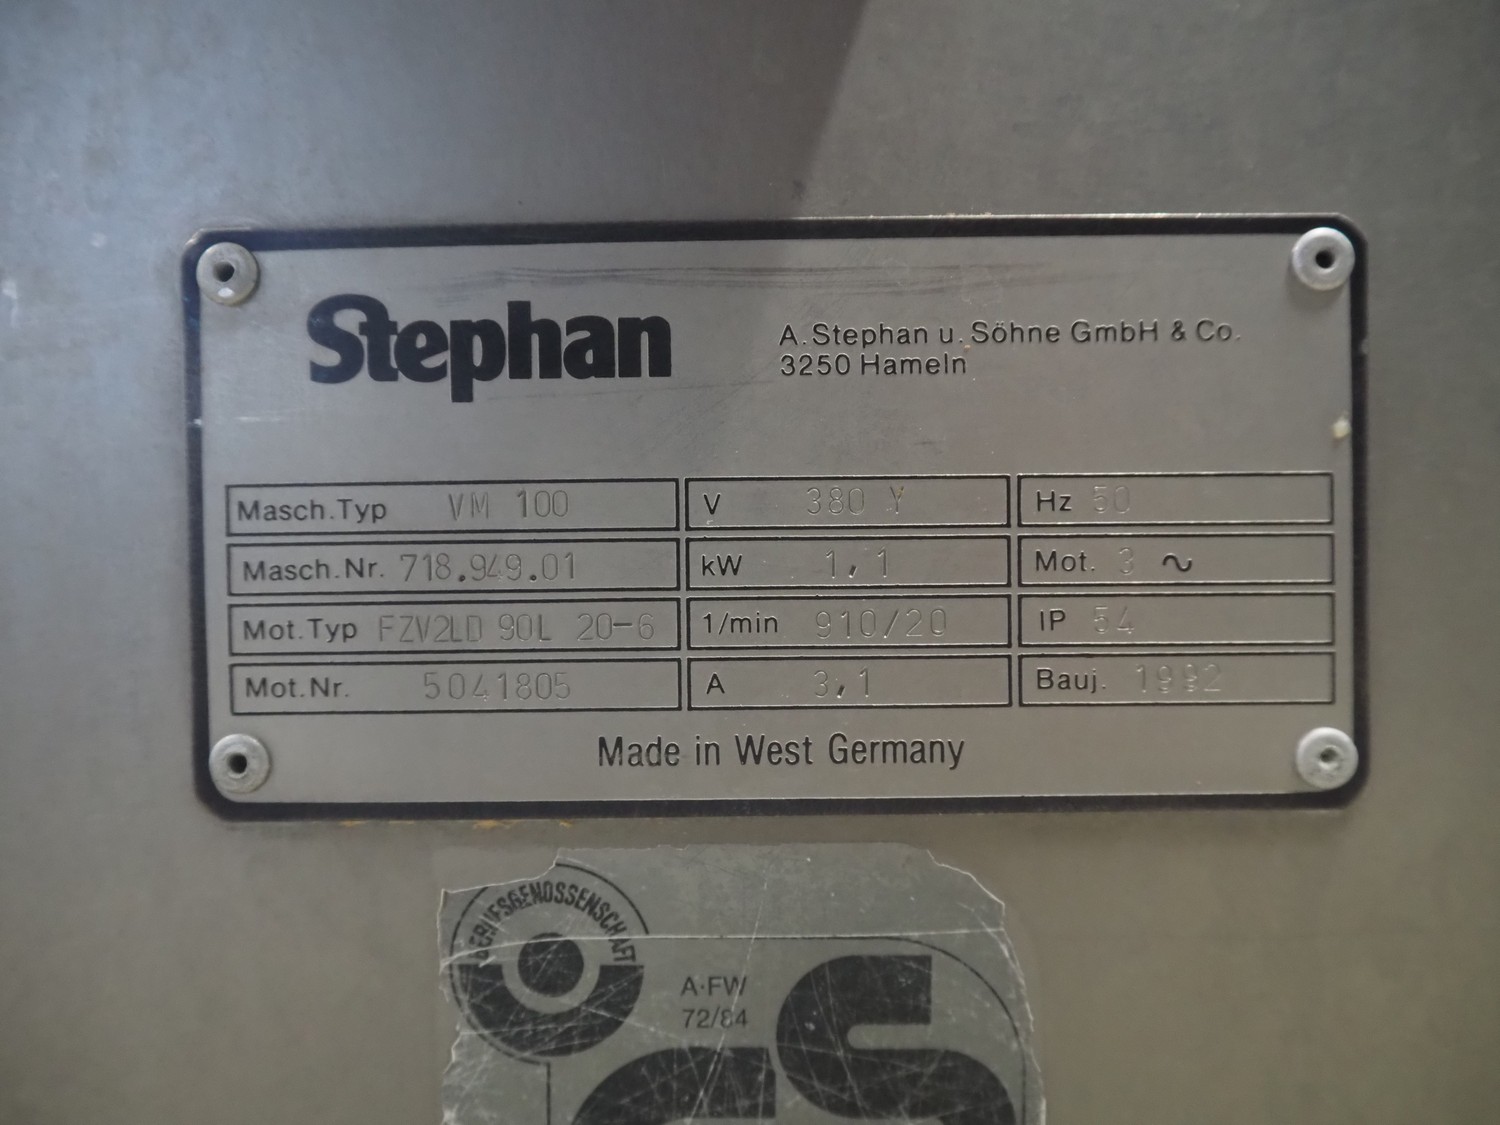 Stephan
A. Stephan u. Söhne GmbH & Co.
3250 Hameln
Masch.Typ VM 100 V 380 Y Hz 50
Masch.Nr. 718.949.01 kW 1,1 Mot. 3 ~
Mot.Typ FZV2LD 90L 20-6 1/min 910/20 IP 54
Mot.Nr. 5041805 A 3,1 Bauj. 1992
Made in West Germany
BERUFSGENOSSENSCHAFT
A·FW
72/84
GS